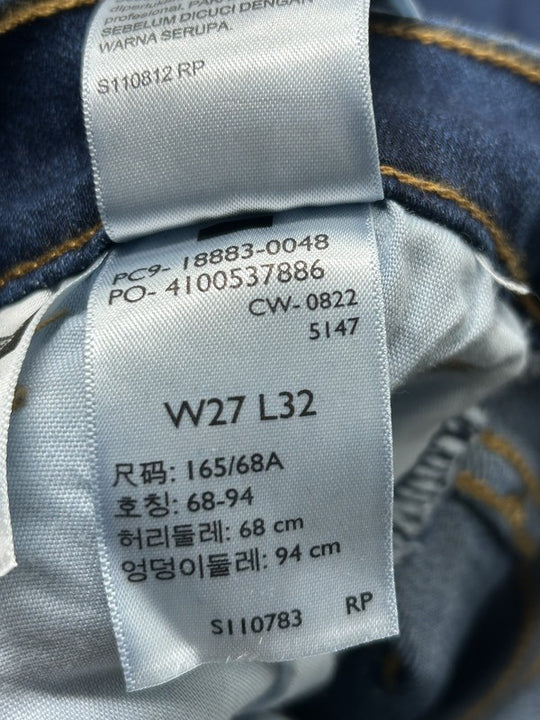 profesional. PAK
SEBELUM DICUCI DENGAN
WARNA SERUPA.
S110812 RP
PC9- 18883-0048
PO- 4100537886
CW- 0822
5147
W27 L32
尺码: 165/68A
호칭: 68-94
허리둘레: 68 cm
엉덩이둘레: 94 cm
S110783 RP